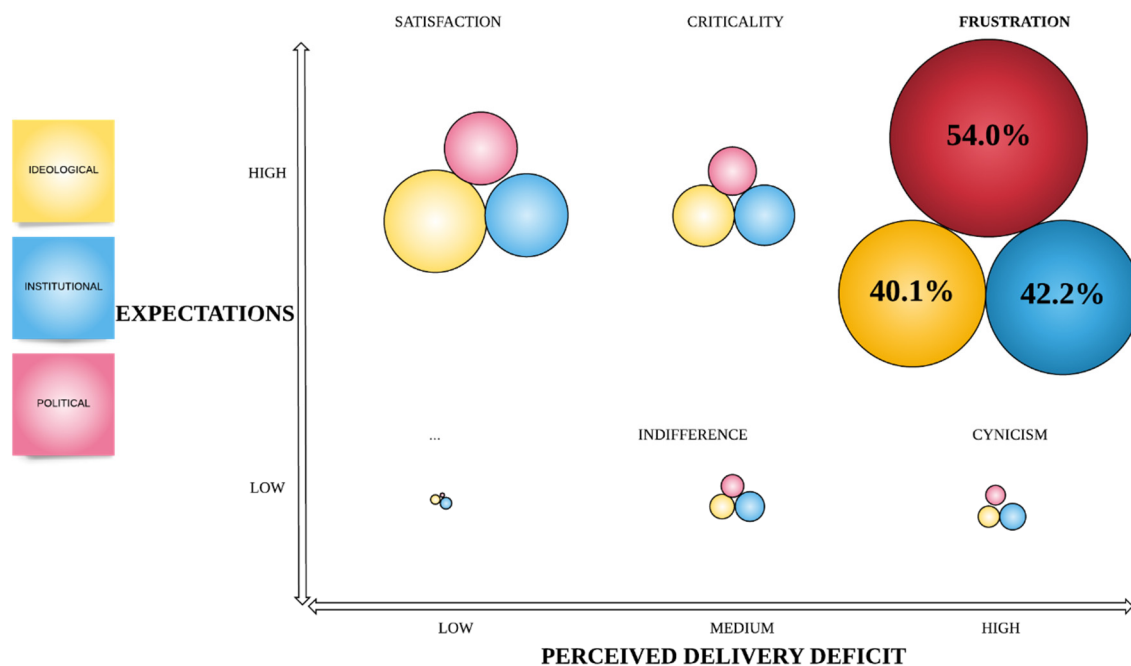 SATISFACTION
CRITICALITY
FRUSTRATION
IDEOLOGICAL
INSTITUTIONAL
POLITICAL
EXPECTATIONS
HIGH
54.0%
40.1%
42.2%
...
INDIFFERENCE
CYNICISM
LOW
LOW
MEDIUM
HIGH
PERCEIVED DELIVERY DEFICIT